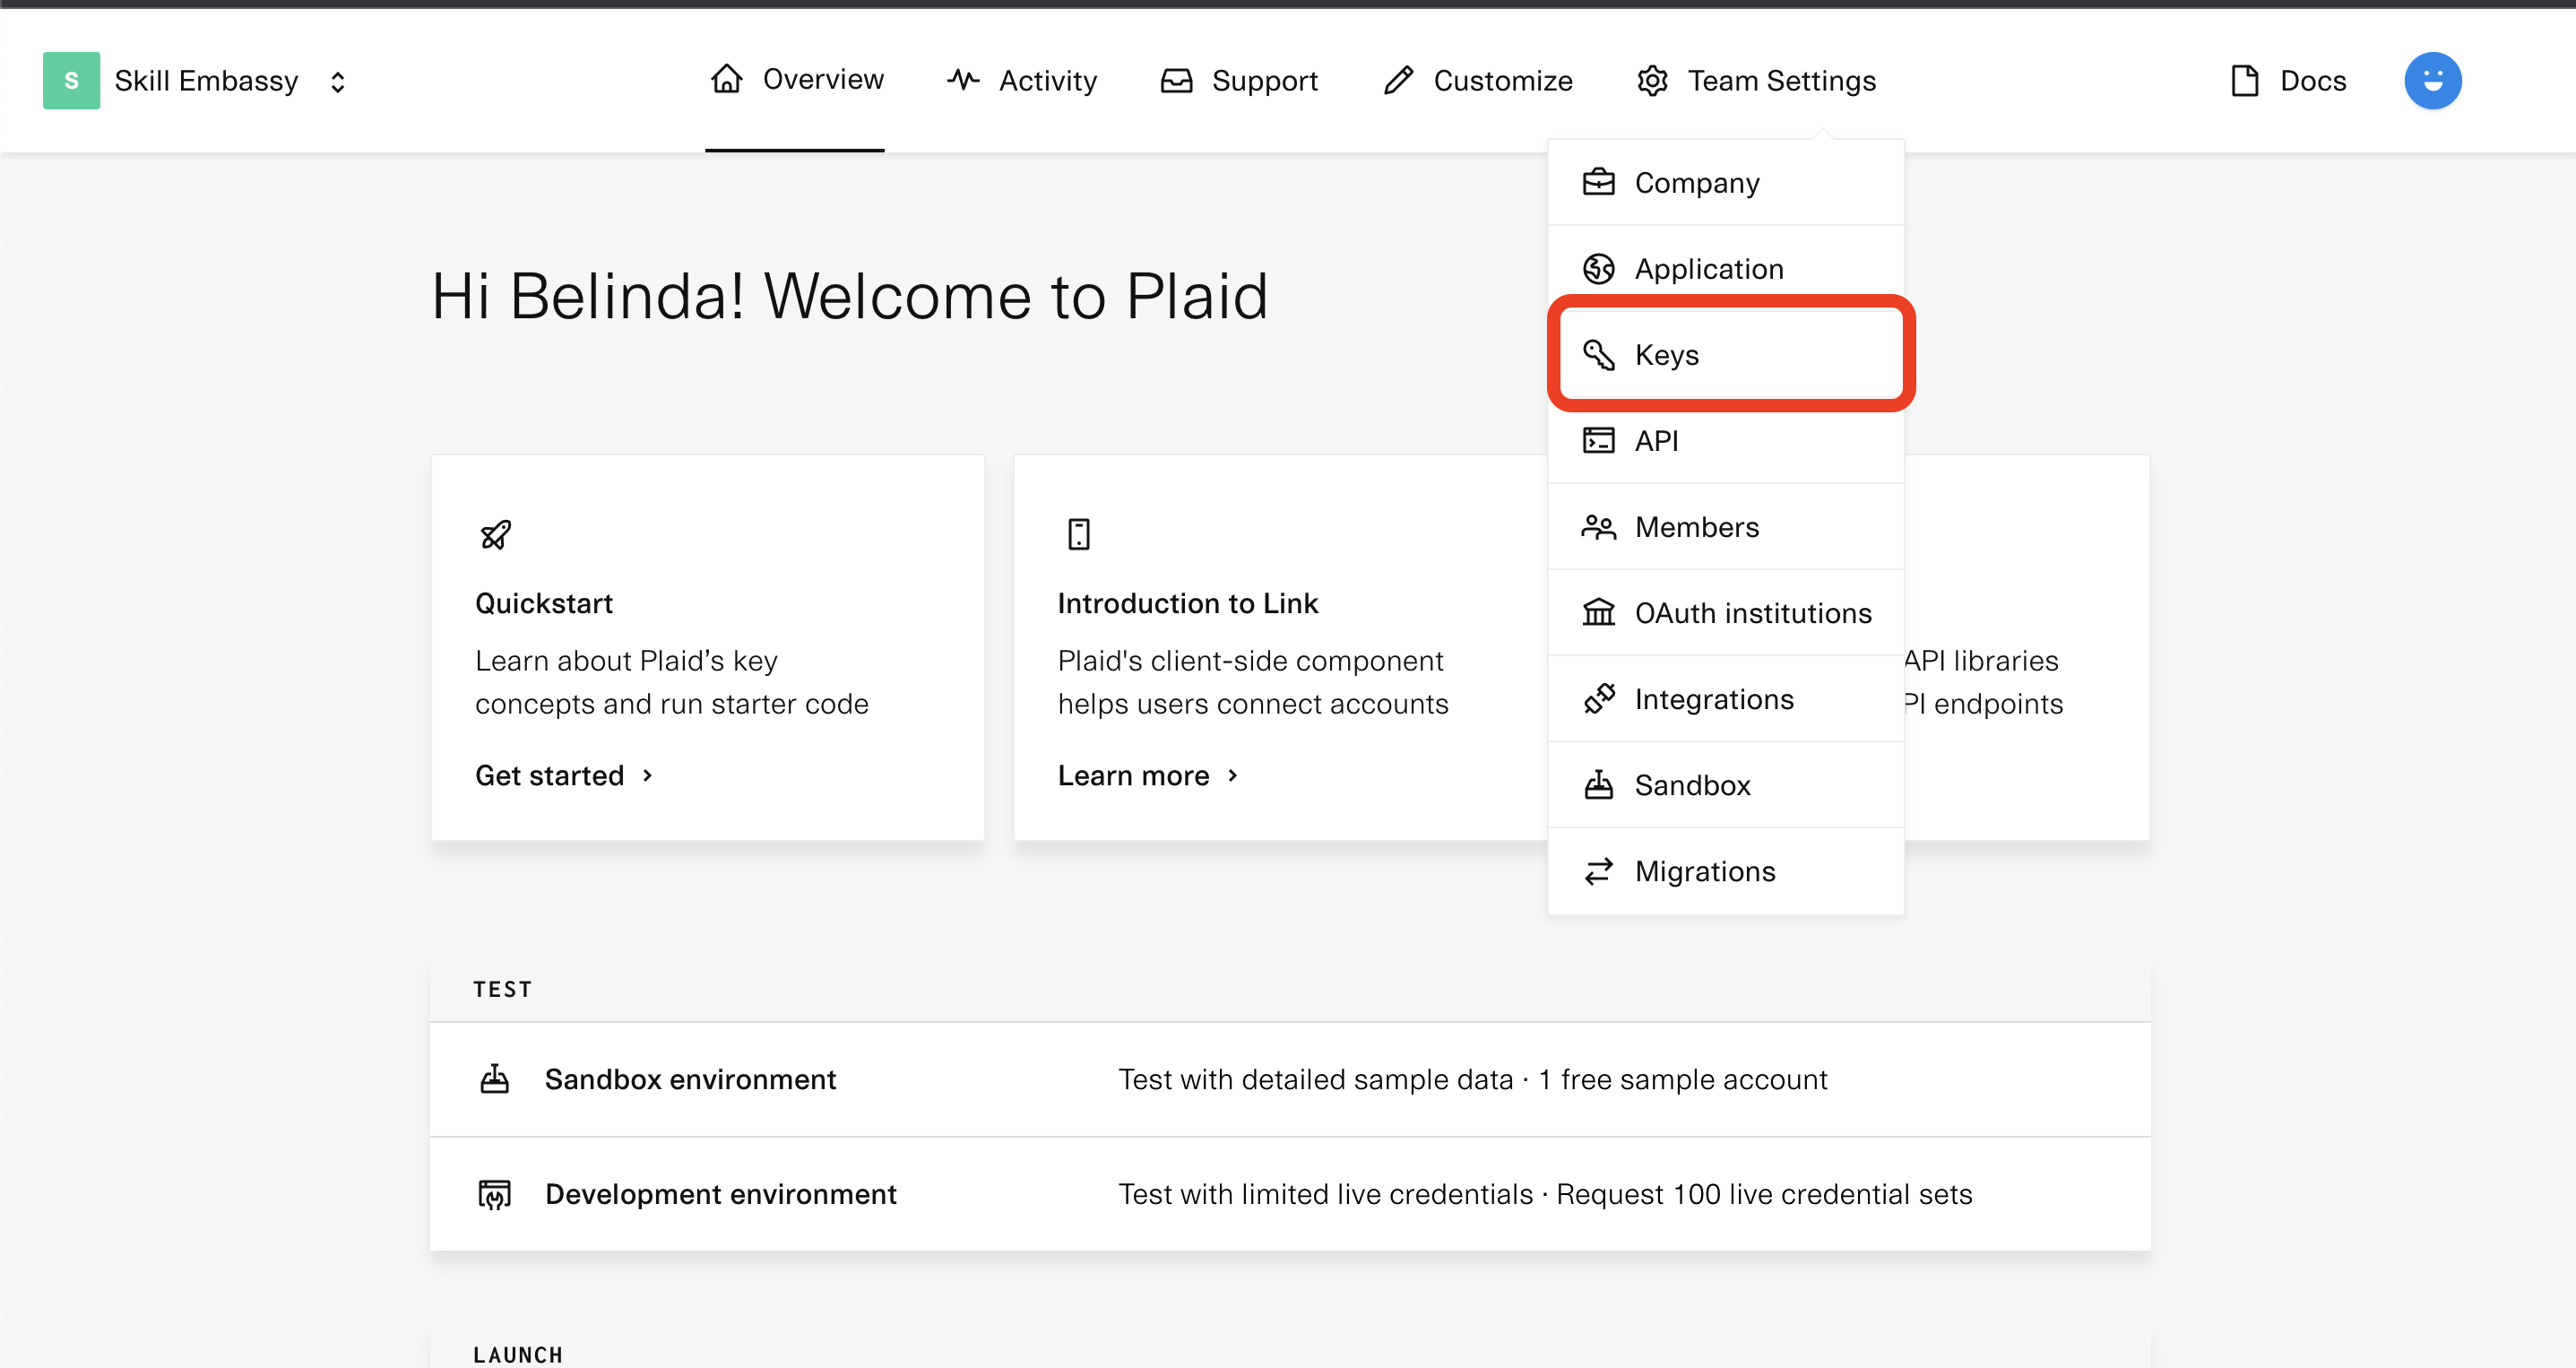 S Skill Embassy
Overview
Activity
Support
Customize
Team Settings
Docs
Company
Application
Keys
API
Members
OAuth institutions
Integrations
Sandbox
Migrations
Hi Belinda! Welcome to Plaid
Quickstart
Learn about Plaid’s key
concepts and run starter code
Get started
Introduction to Link
Plaid's client-side component
helps users connect accounts
Learn more
API libraries
endpoints
TEST
Sandbox environment
Test with detailed sample data · 1 free sample account
Development environment
Test with limited live credentials · Request 100 live credential sets
LAUNCH